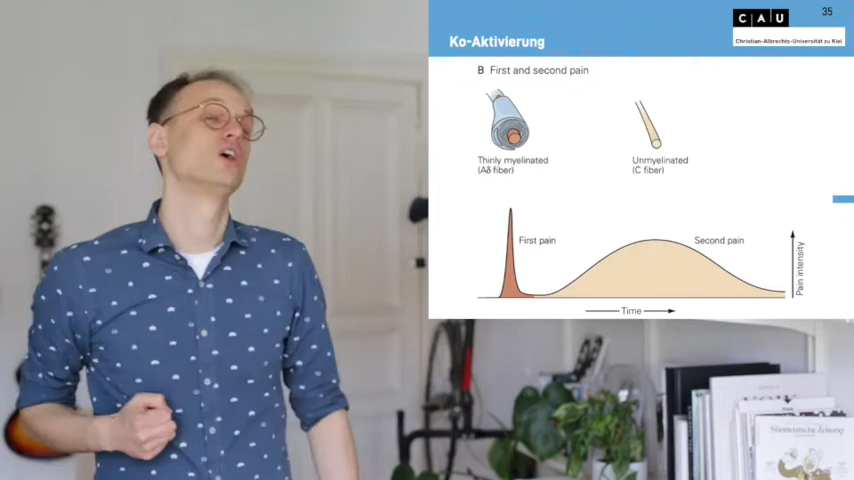 35
CAU
Christian-Albrechts-Universität zu Kiel
Ko-Aktivierung
B First and second pain
Thinly myelinated
(Aδ fiber)
Unmyelinated
(C fiber)
First pain
Second pain
Pain intensity
Time
Süddeutsche Zeitung